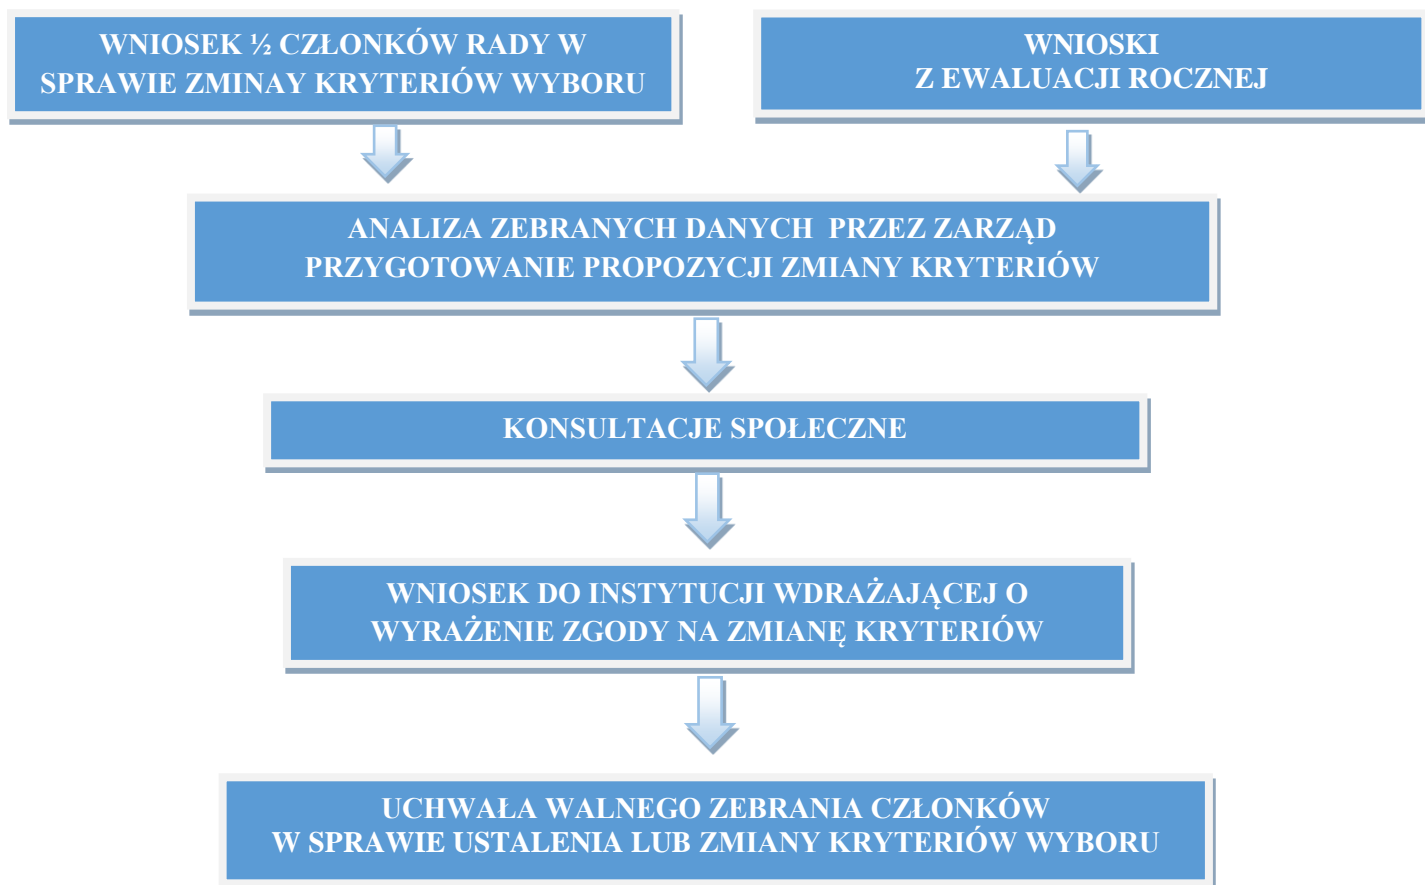 WNIOSEK ½ CZŁONKÓW RADY W
SPRAWIE ZMINAY KRYTERIÓW WYBORU
WNIOSKI
Z EWALUACJI ROCZNEJ
ANALIZA ZEBRANYCH DANYCH PRZEZ ZARZĄD
PRZYGOTOWANIE PROPOZYCJI ZMIANY KRYTERIÓW
KONSULTACJE SPOŁECZNE
WNIOSEK DO INSTYTUCJI WDRAŻAJĄCEJ O
WYRAŻENIE ZGODY NA ZMIANĘ KRYTERIÓW
UCHWAŁA WALNEGO ZEBRANIA CZŁONKÓW
W SPRAWIE USTALENIA LUB ZMIANY KRYTERIÓW WYBORU